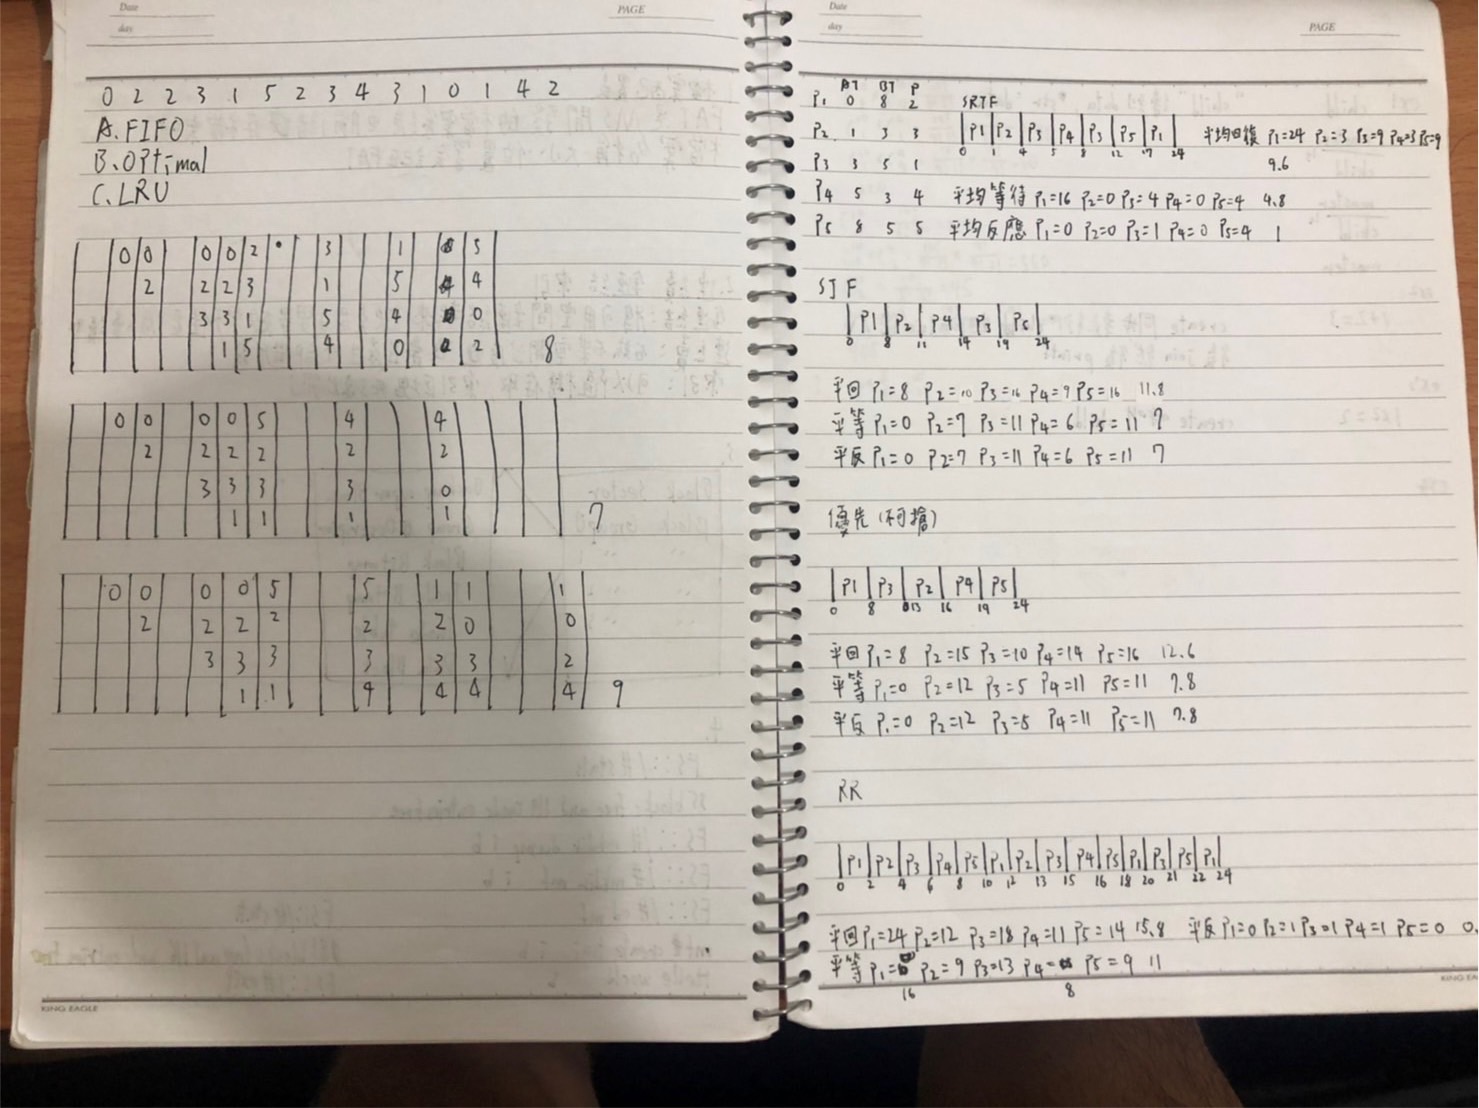 Date
day
PAGE
0 2 2 3 1 5 2 3 4 3 1 0 1 4 2
A.FIFO
B.Optimal
C.LRU
0 0 0 0 2 3 1 5
2 2 2 3 1 5 4
3 3 1 5 4 0
1 5 4 0 2 8
0 0 0 0 5 4 4
2 2 2 2 2 2
3 3 3 3 0
1 1 1 1 7
0 0 0 0 5 5 1 1 1
2 2 2 2 2 2 0 0
3 3 3 3 3 3 2
1 1 4 4 4 4 9
KING EAGLE
Date
day
PAGE
AT BT P
P1 0 8 2 SRTF
P2 1 3 3 |P1|P2|P3|P4|P3|P5|P1| 平均回復 P1=24 P2=3 P3=9 P4=3 P5=9
0 1 4 5 8 12 17 24
P3 3 5 1 9.6
P4 5 3 4 平均等待 P1=16 P2=0 P3=4 P4=0 P5=4 4.8
P5 8 5 5 平均反應 P1=0 P2=0 P3=1 P4=0 P5=4 1
SJF
|P1|P2|P4|P3|P5|
0 8 11 14 19 24
平回 P1=8 P2=10 P3=16 P4=9 P5=16 11.8
平等 P1=0 P2=7 P3=11 P4=6 P5=11 7
平反 P1=0 P2=7 P3=11 P4=6 P5=11 7
優先(不可搶)
|P1|P3|P2|P4|P5|
0 8 13 16 19 24
平回 P1=8 P2=15 P3=10 P4=14 P5=16 12.6
平等 P1=0 P2=12 P3=5 P4=11 P5=11 7.8
平反 P1=0 P2=12 P3=5 P4=11 P5=11 7.8
RR
|P1|P2|P3|P4|P5|P1|P2|P3|P4|P5|P1|P3|P5|P1|
0 2 4 6 8 10 12 13 15 16 18 20 21 22 24
平回 P1=24 P2=12 P3=18 P4=11 P5=14 15.8 平反 P1=0 P2=1 P3=1 P4=1 P5=0 0.
平等 P1= P2=9 P3=13 P4= P5=9 11
16 8
KING EA